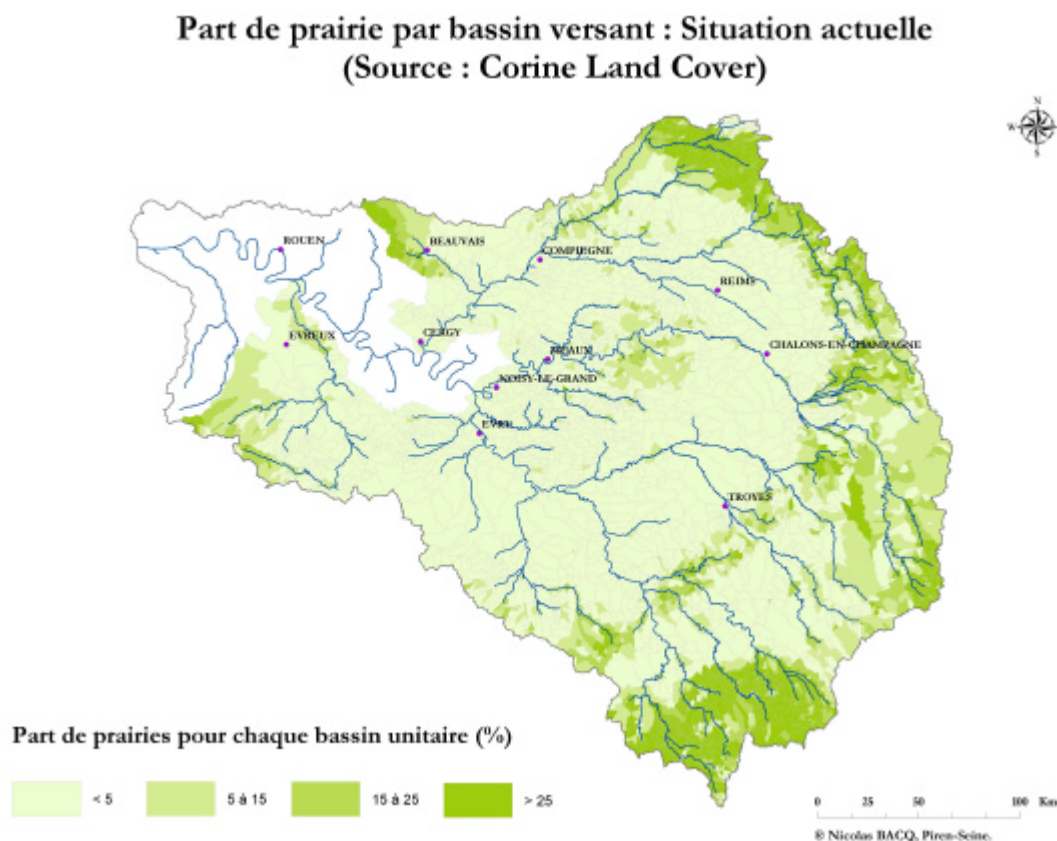 Part de prairie par bassin versant : Situation actuelle
(Source : Corine Land Cover)
N
W
S
ROUEN
BEAUVAIS
COMPIEGNE
REIMS
EVREUX
CERGY
MEAUX
CHALONS-EN-CHAMPAGNE
NOISY-LE-GRAND
EVRY
TROYES
Part de prairies pour chaque bassin unitaire (%)
< 5
5 à 15
15 à 25
> 25
0 25 50 100 Km
® Nicolas BACQ, Piren-Seine.